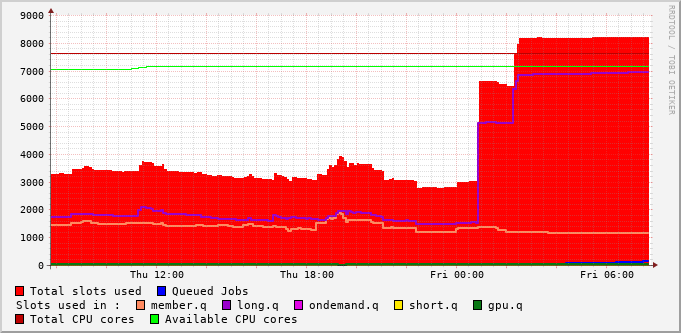 9000
8000
7000
6000
5000
4000
3000
2000
1000
0
Thu 12:00 Thu 18:00 Fri 00:00 Fri 06:00
RRDTOOL / TOBI OETIKER
Total slots used Queued Jobs
Slots used in : member.q long.q ondemand.q short.q gpu.q
Total CPU cores Available CPU cores